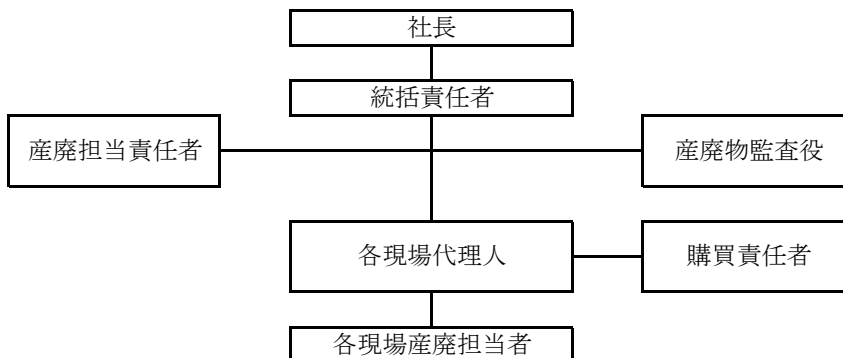 社長
統括責任者
産廃担当責任者
産廃物監査役
各現場代理人
購買責任者
各現場産廃担当者